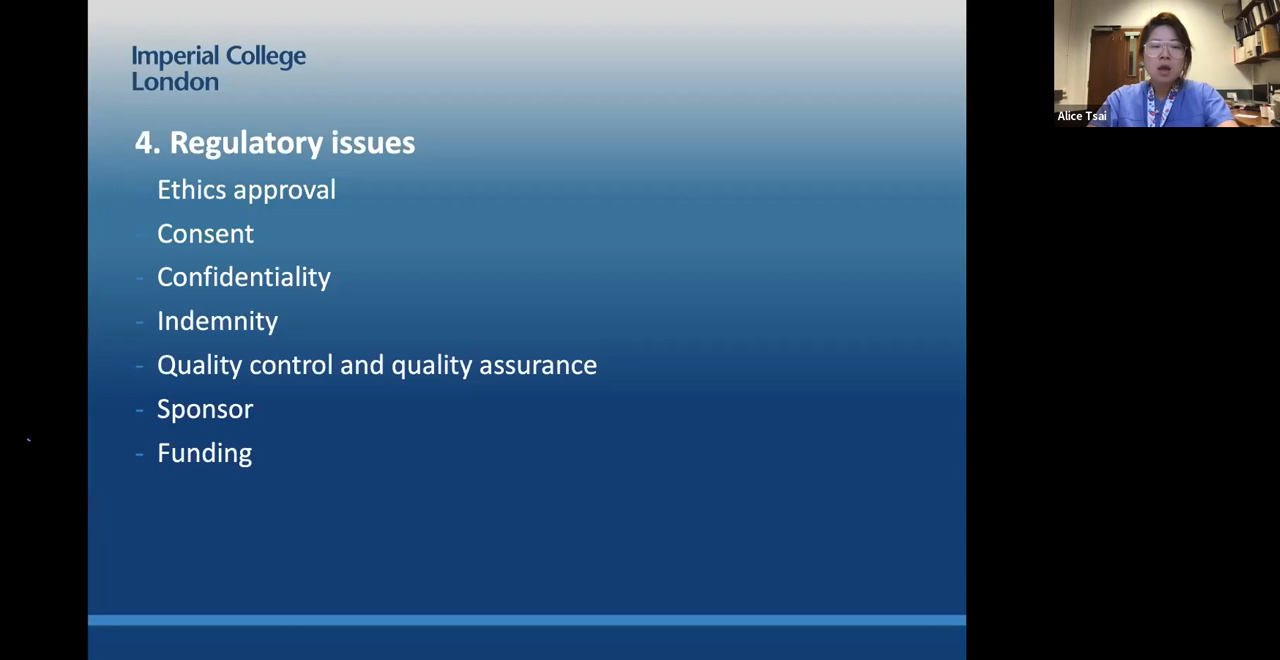 Imperial College
London
4. Regulatory issues
Ethics approval
- Consent
- Confidentiality
- Indemnity
- Quality control and quality assurance
- Sponsor
- Funding
Alice Tsai